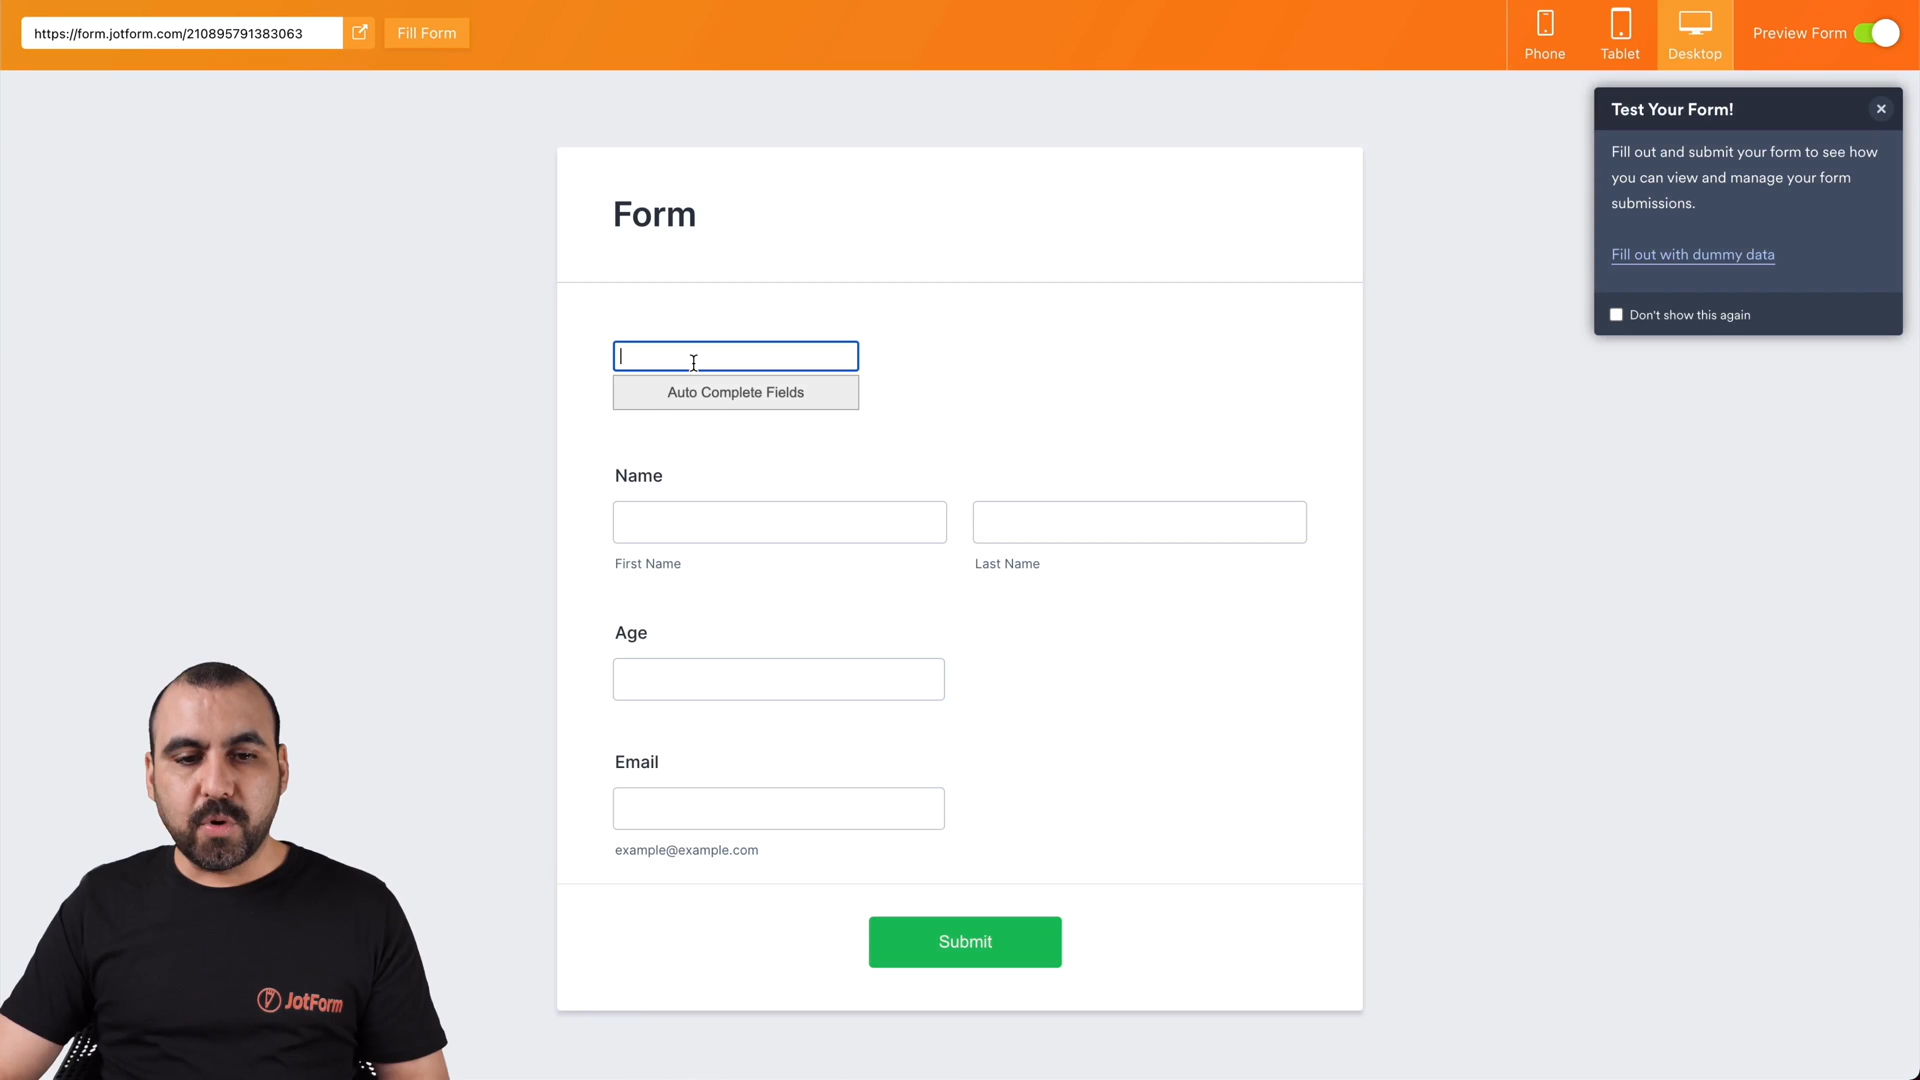 https://form.jotform.com/210895791383063
Fill Form
Phone
Tablet
Desktop
Preview Form
Test Your Form!
Fill out and submit your form to see how
you can view and manage your form
submissions.
Fill out with dummy data
Don't show this again
Form
Auto Complete Fields
Name
First Name
Last Name
Age
Email
example@example.com
Submit
JotForm